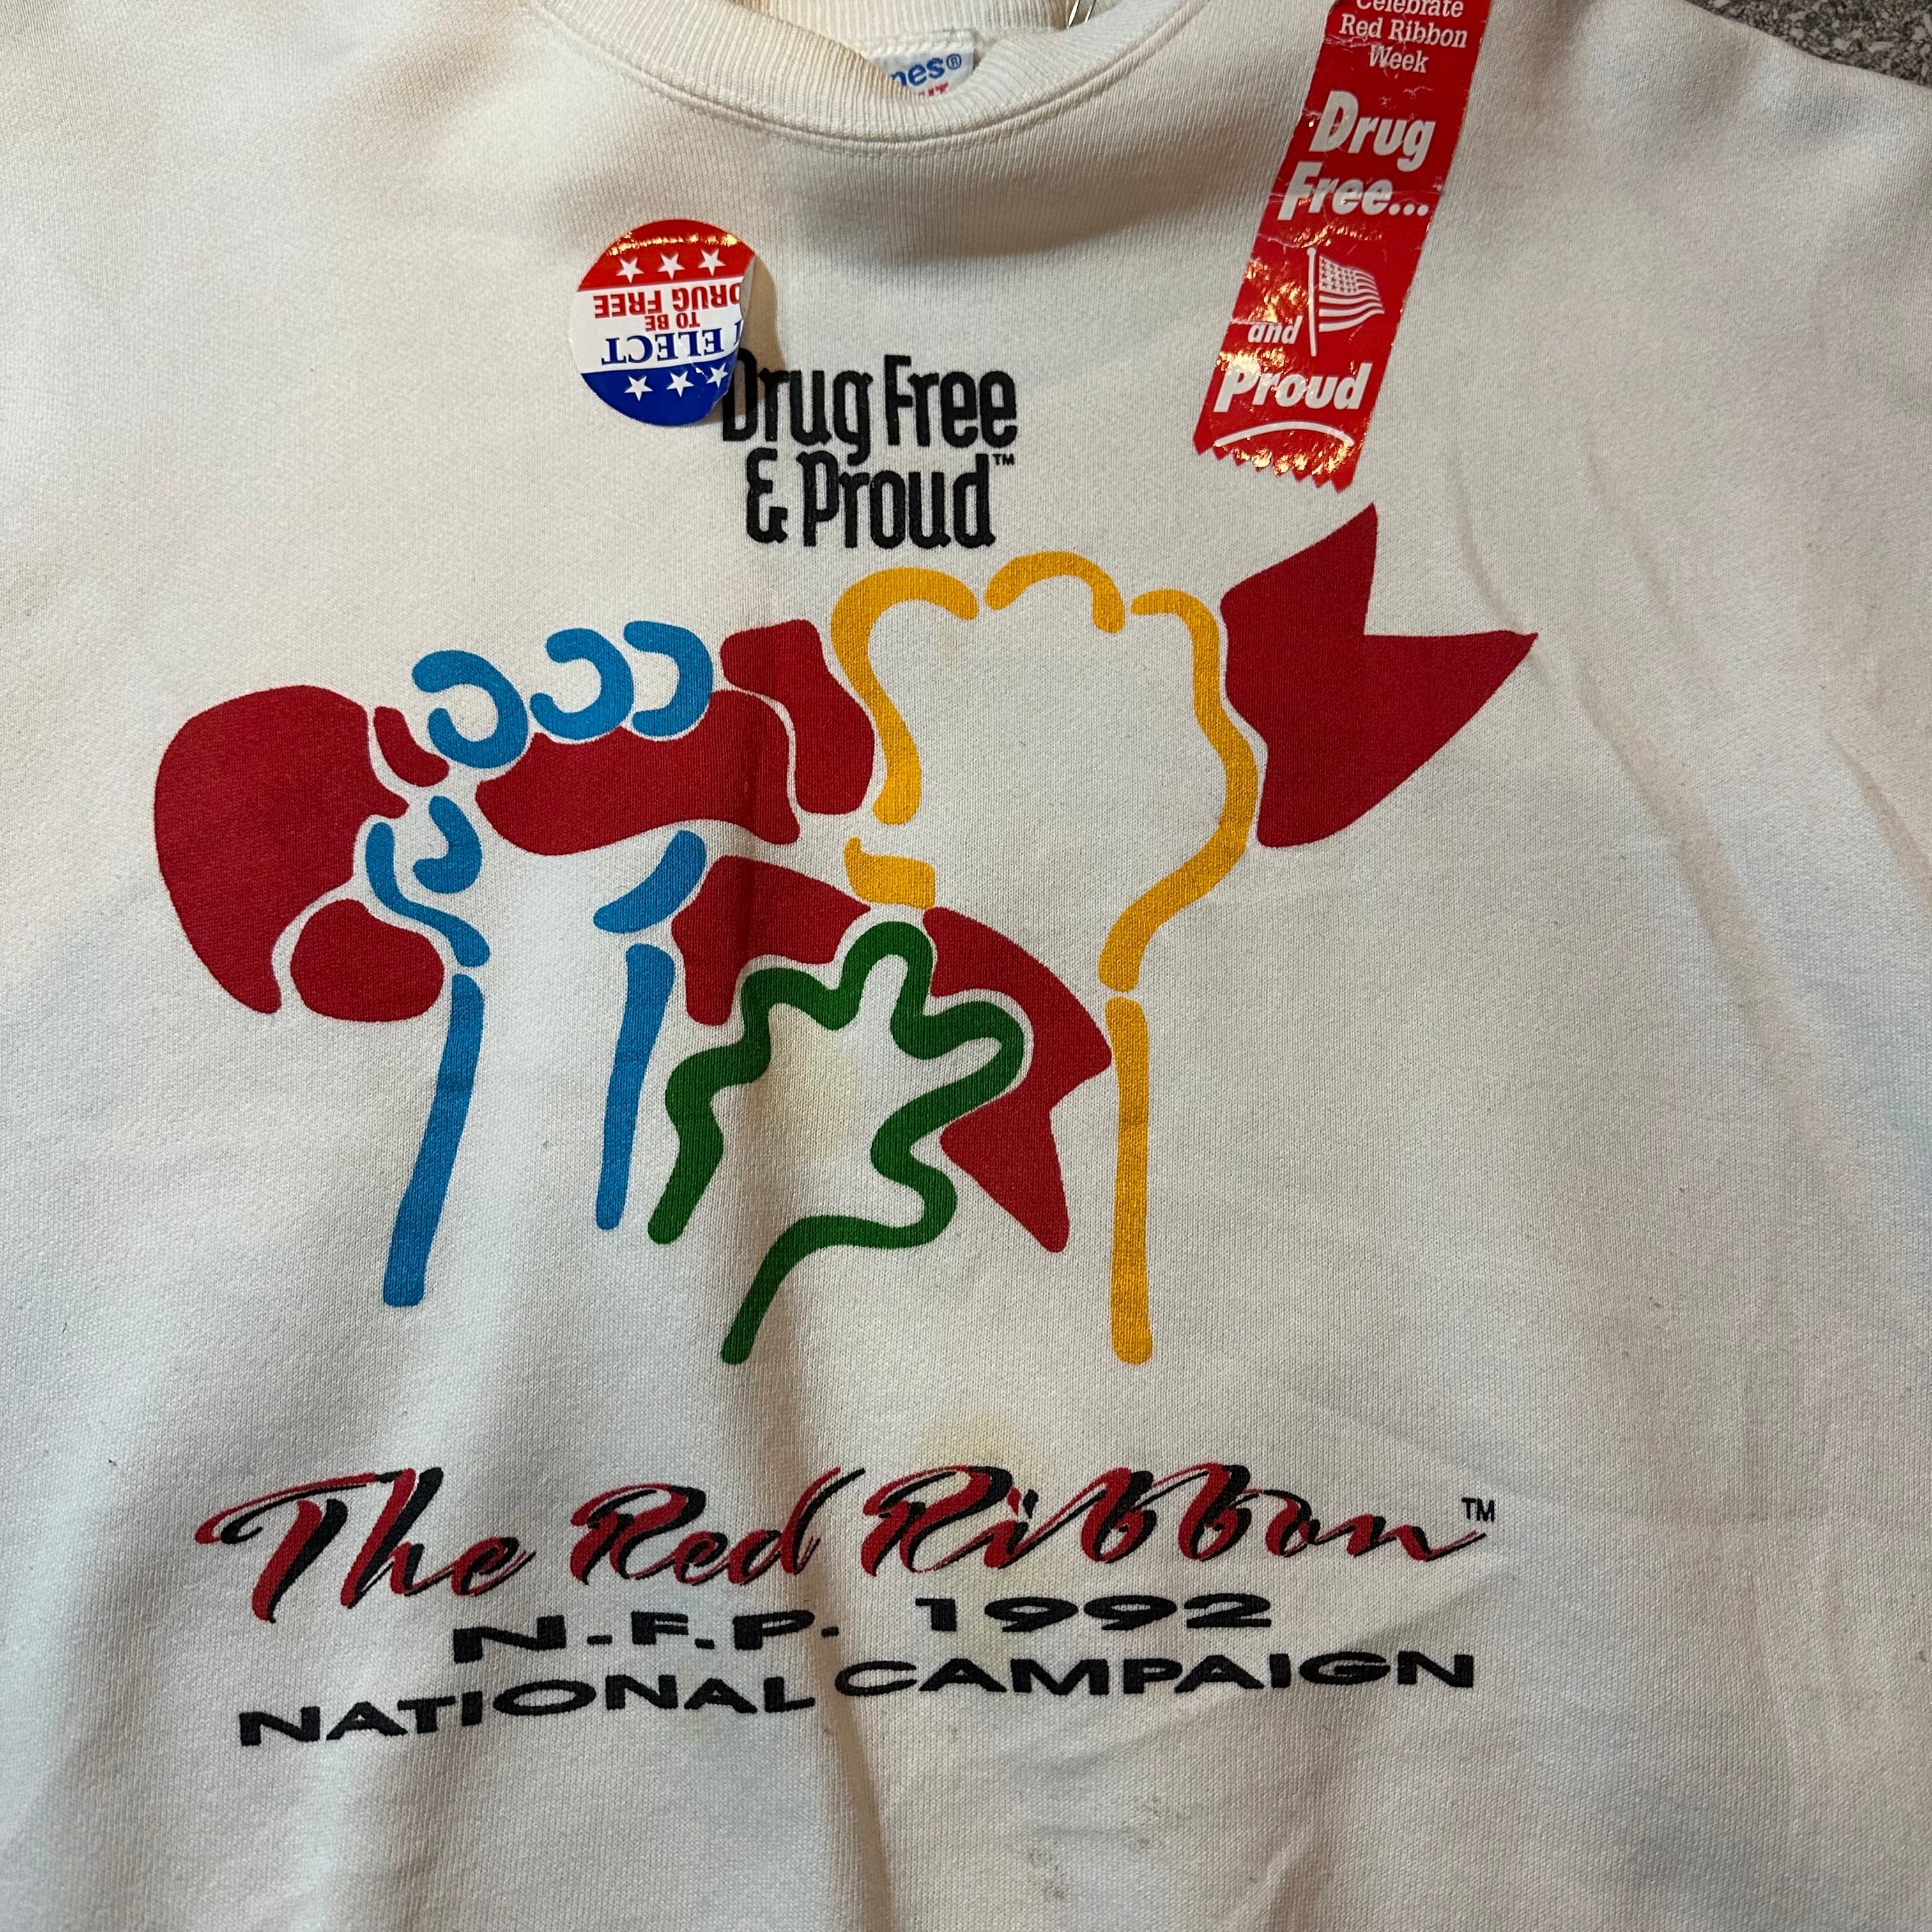 Celebrate
Red Ribbon
Week
Drug
Free...
and
Proud
ELECT
TO BE
DRUG FREE
Drug Free
& Proud™
The Red Ribbon™
N.F.P. 1992
NATIONAL CAMPAIGN